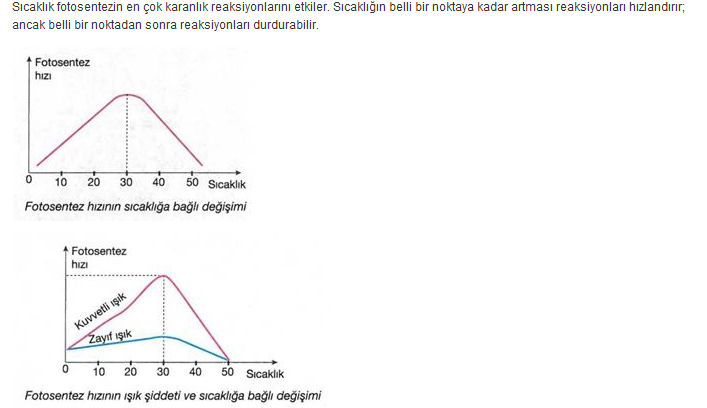 Sıcaklık fotosentezin en çok karanlık reaksiyonlarını etkiler. Sıcaklığın belli bir noktaya kadar artması reaksiyonları hızlandırır;
ancak belli bir noktadan sonra reaksiyonları durdurabilir.
Fotosentez
hızı
0 10 20 30 40 50 Sıcaklık
Fotosentez hızının sıcaklığa bağlı değişimi
Fotosentez
hızı
Kuvvetli ışık
Zayıf ışık
0 10 20 30 40 50 Sıcaklık
Fotosentez hızının ışık şiddeti ve sıcaklığa bağlı değişimi